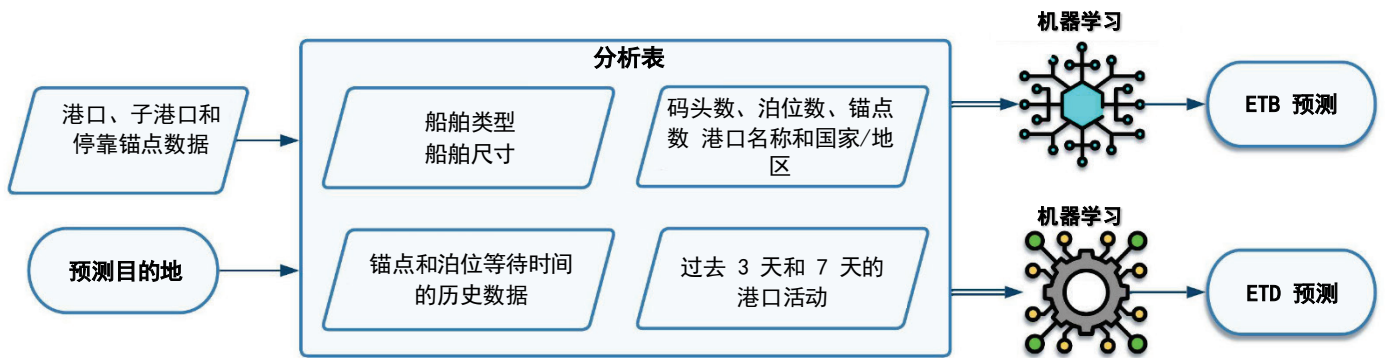 机器学习
分析表
港口、子港口和
停靠锚点数据
船舶类型
船舶尺寸
码头数、泊位数、锚点
数 港口名称和国家/地
区
ETB 预测
机器学习
预测目的地
锚点和泊位等待时间
的历史数据
过去 3 天和 7 天的
港口活动
ETD 预测